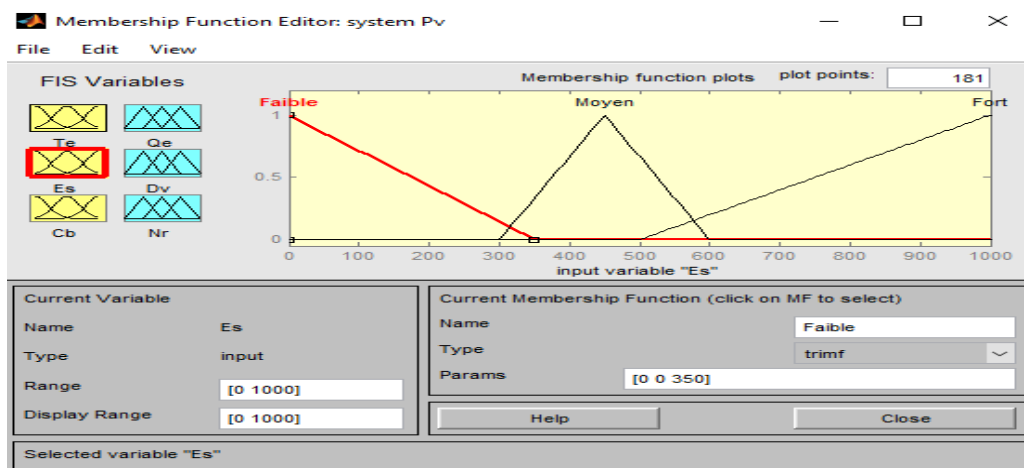 Membership Function Editor: system Pv
File Edit View
FIS Variables
Te Qe
Es Dv
Cb Nr
Membership function plots plot points: 181
Faible Moyen Fort
1
0.5
0
0 100 200 300 400 500 600 700 800 900 1000
input variable "Es"
Current Variable
Name Es
Type input
Range [0 1000]
Display Range [0 1000]
Current Membership Function (click on MF to select)
Name Faible
Type trimf
Params [0 0 350]
Help Close
Selected variable "Es"